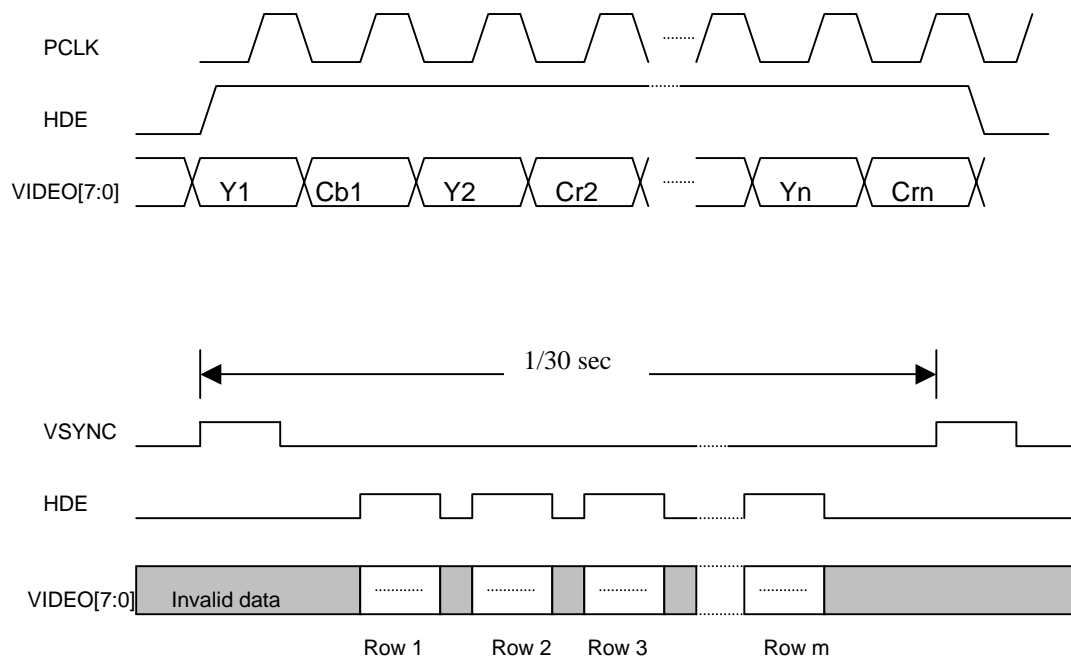 PCLK
HDE
VIDEO[7:0] Y1 Cb1 Y2 Cr2 Yn Crn
1/30 sec
VSYNC
HDE
VIDEO[7:0] Invalid data
Row 1 Row 2 Row 3 Row m